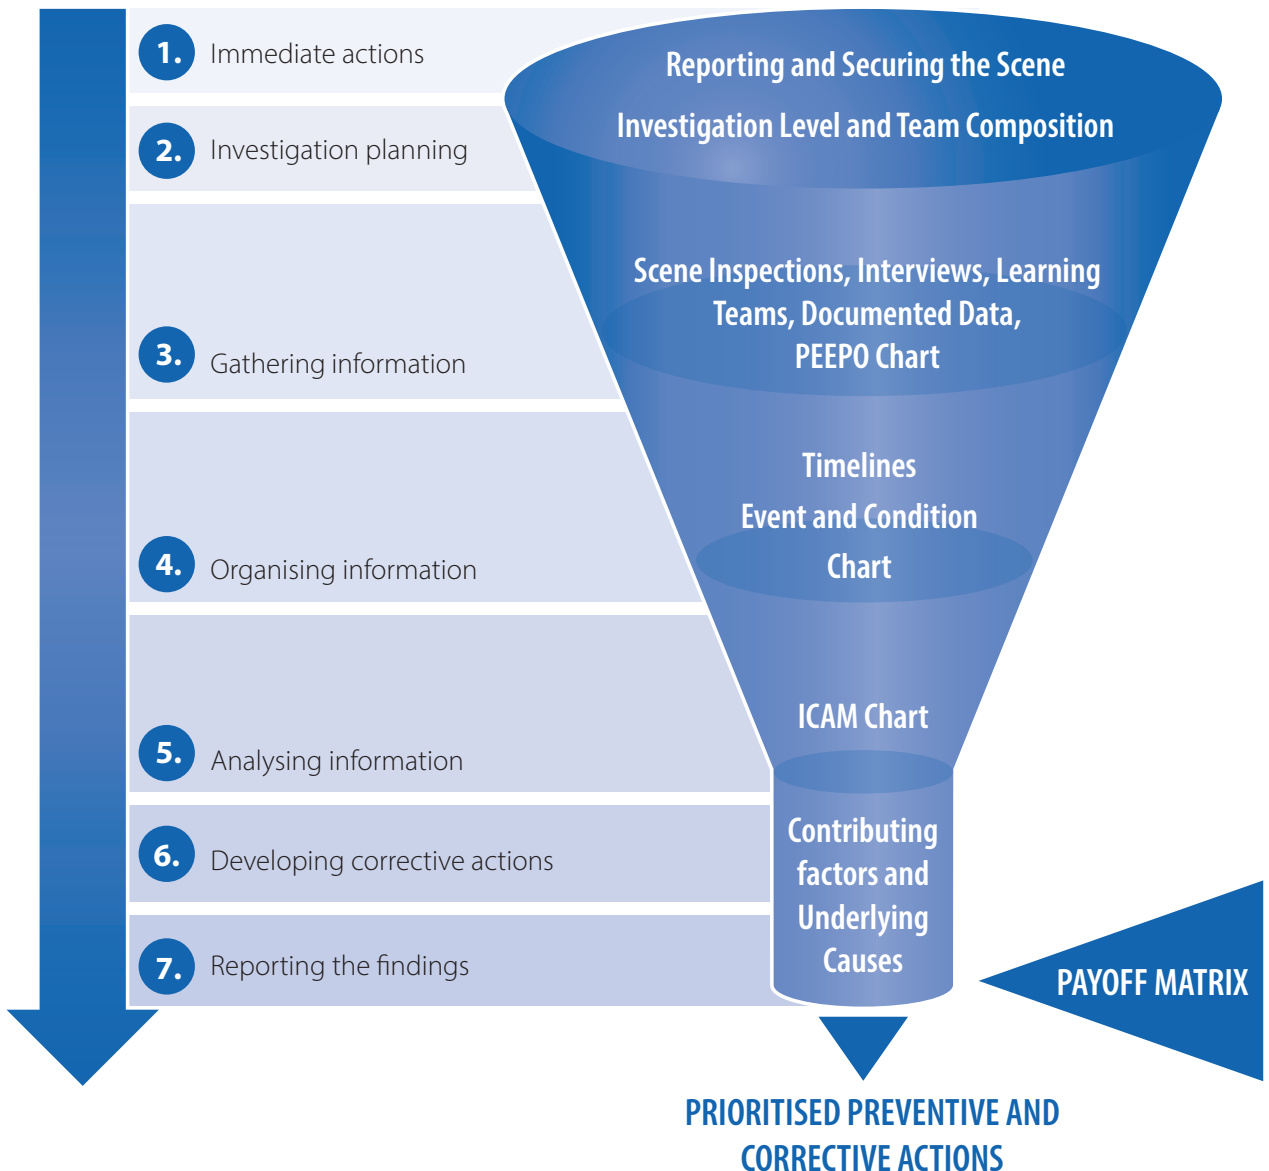 1. Immediate actions
2. Investigation planning
3. Gathering information
4. Organising information
5. Analysing information
6. Developing corrective actions
7. Reporting the findings
Reporting and Securing the Scene
Investigation Level and Team Composition
Scene Inspections, Interviews, Learning
Teams, Documented Data,
PEEPO Chart
Timelines
Event and Condition
Chart
ICAM Chart
Contributing
factors and
Underlying
Causes
PAYOFF MATRIX
PRIORITISED PREVENTIVE AND
CORRECTIVE ACTIONS